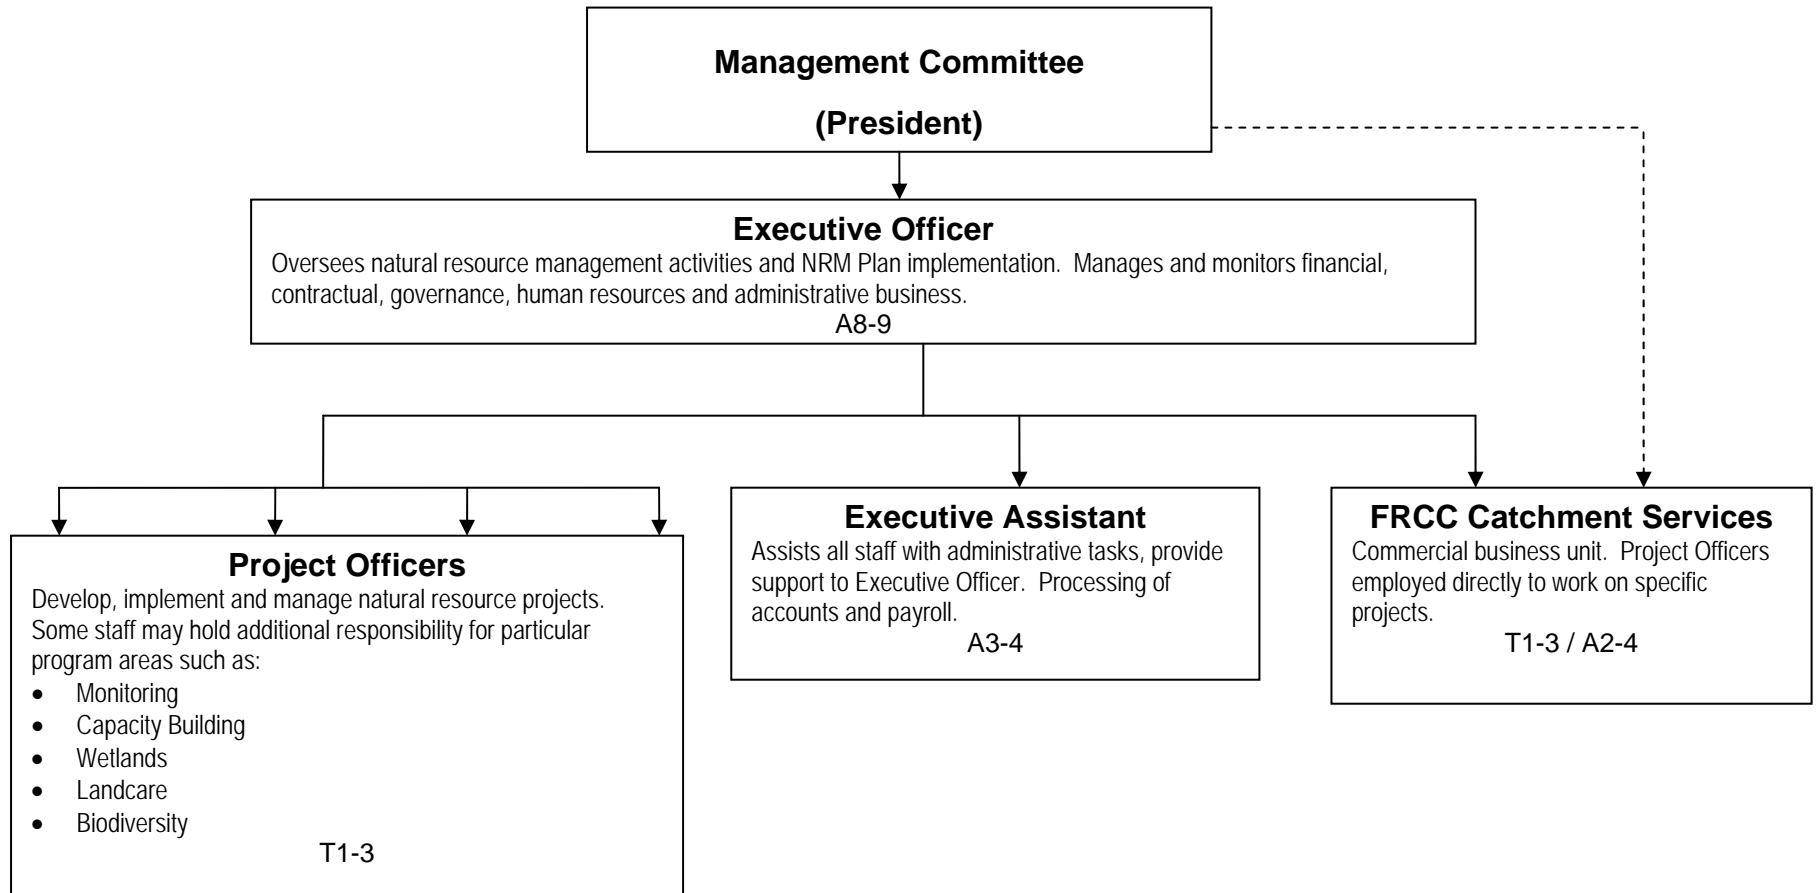 Management Committee
(President)
Executive Officer
Oversees natural resource management activities and NRM Plan implementation.  Manages and monitors financial,
contractual, governance, human resources and administrative business.
A8-9
Project Officers
Develop, implement and manage natural resource projects.
Some staff may hold additional responsibility for particular
program areas such as:
• Monitoring
• Capacity Building
• Wetlands
• Landcare
• Biodiversity
T1-3
Executive Assistant
Assists all staff with administrative tasks, provide
support to Executive Officer.  Processing of
accounts and payroll.
A3-4
FRCC Catchment Services
Commercial business unit.  Project Officers
employed directly to work on specific
projects.
T1-3 / A2-4